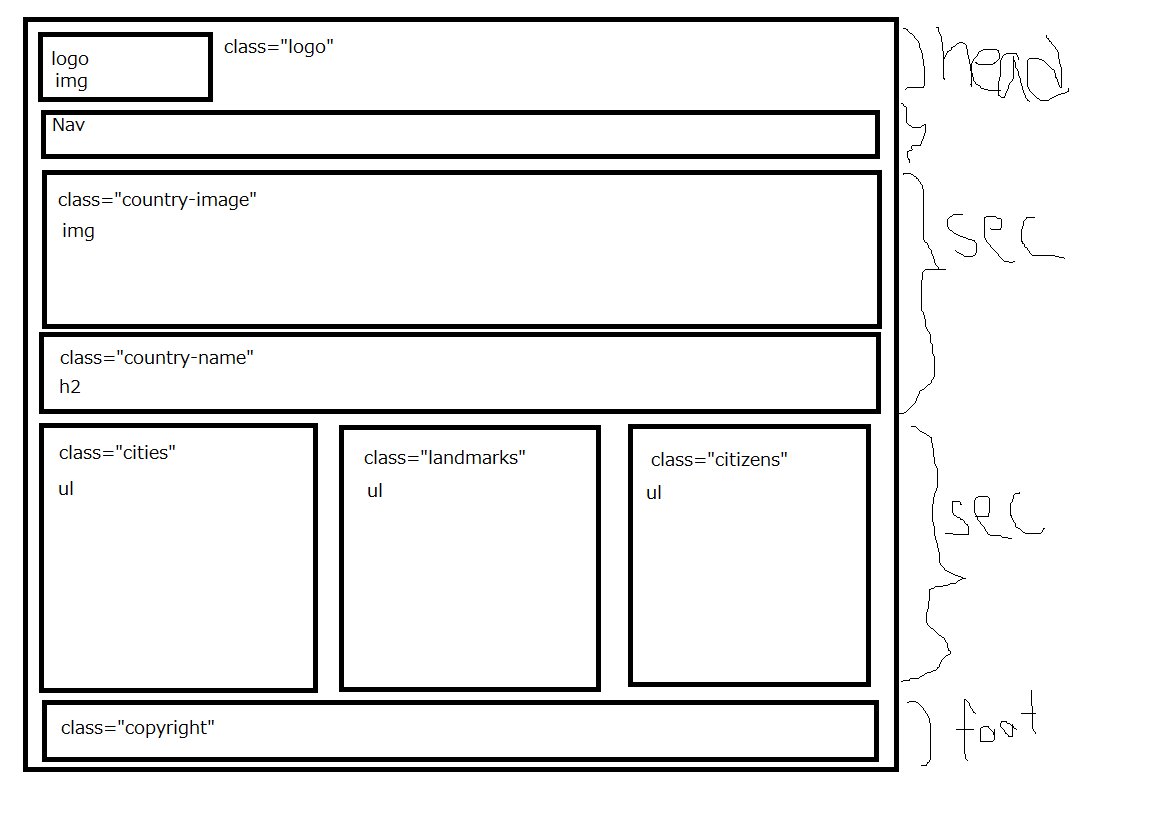 logo
img
class="logo"
head
Nav
class="country-image"
img
sec
class="country-name"
h2
class="cities"
ul
class="landmarks"
ul
class="citizens"
ul
sec
class="copyright"
foot